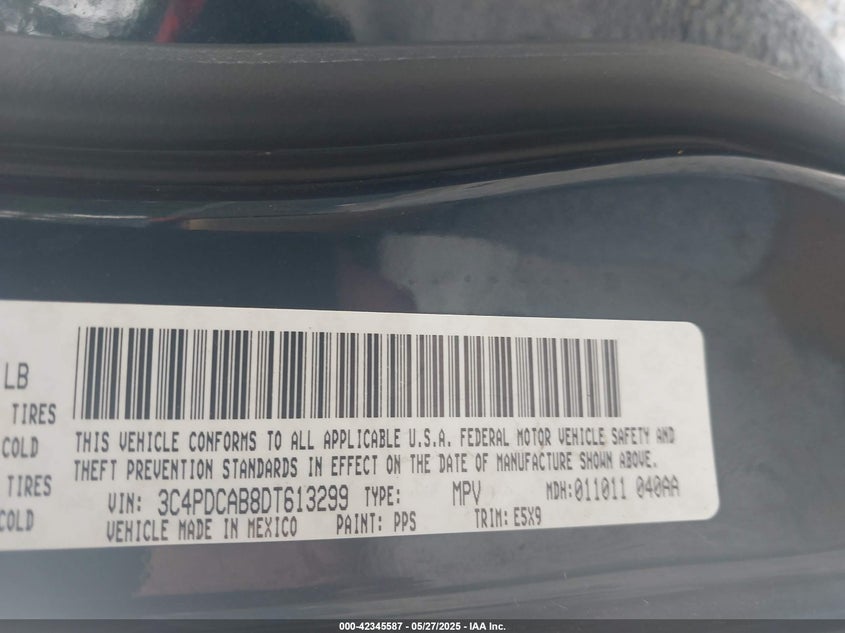 LB
TIRES
COLD
TIRES
COLD
THIS VEHICLE CONFORMS TO ALL APPLICABLE U.S.A. FEDERAL MOTOR VEHICLE SAFETY AND
THEFT PREVENTION STANDARDS IN EFFECT ON THE DATE OF MANUFACTURE SHOWN ABOVE.
VIN: 3C4PDCAB8DT613299 TYPE: MPV MDH:011011 040AA
VEHICLE MADE IN MEXICO PAINT: PPS TRIM: E5X9
000-42345587 - 05/27/2025 - IAA Inc.